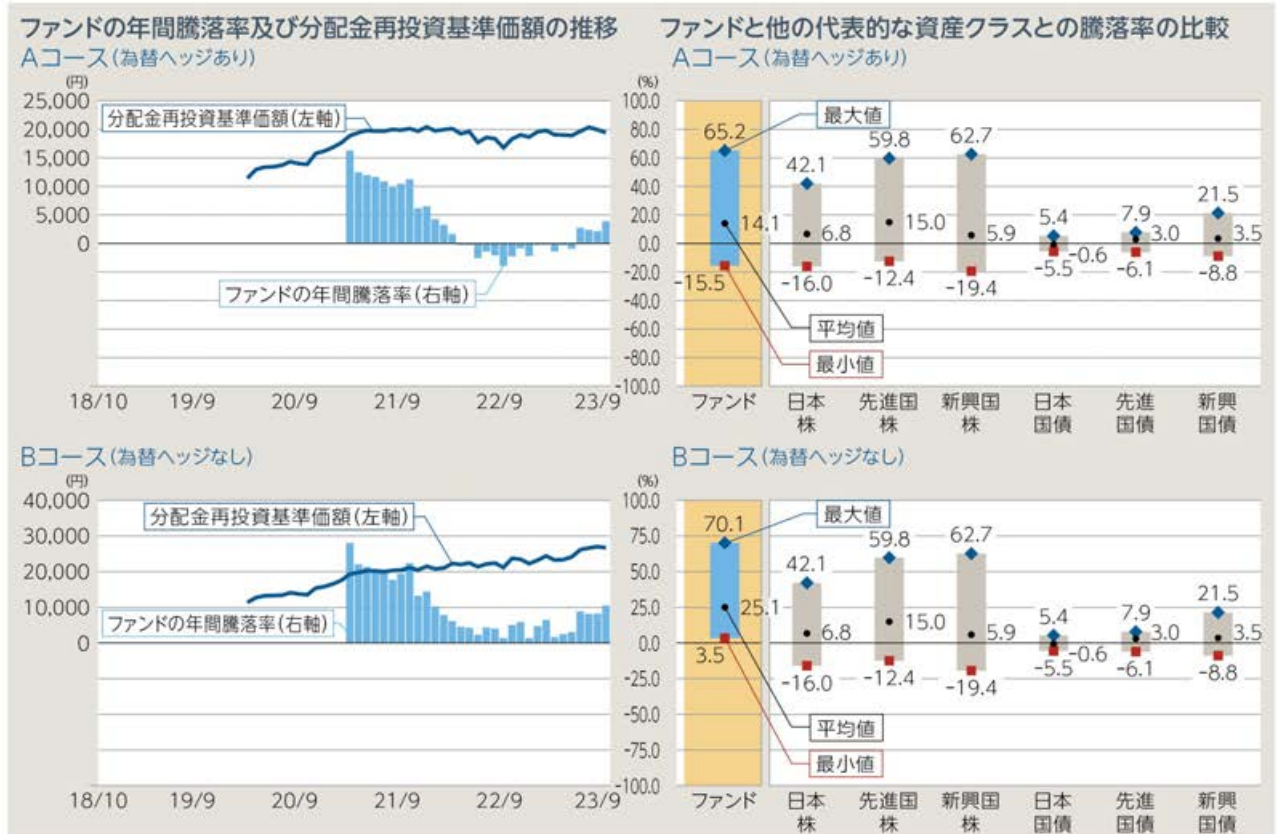 ファンドの年間騰落率及び分配金再投資基準価額の推移
ファンドと他の代表的な資産クラスとの騰落率の比較
Aコース(為替ヘッジあり)
(円)
25,000
20,000
15,000
10,000
5,000
0
分配金再投資基準価額(左軸)
ファンドの年間騰落率(右軸)
18/10 19/9 20/9 21/9 22/9 23/9
Aコース(為替ヘッジあり)
(%)
100.0
80.0
60.0
40.0
20.0
0.0
-20.0
-40.0
-60.0
-80.0
-100.0
最大値
平均値
最小値
65.2 42.1 59.8 62.7 5.4 7.9 21.5
14.1 6.8 15.0 5.9 -0.6 3.0 3.5
-15.5 -16.0 -12.4 -19.4 -5.5 -6.1 -8.8
ファンド 日本 先進国 新興国 日本 先進 新興
株 株 株 国債 国債 国債
Bコース(為替ヘッジなし)
(円)
40,000
30,000
20,000
10,000
0
分配金再投資基準価額(左軸)
ファンドの年間騰落率(右軸)
18/10 19/9 20/9 21/9 22/9 23/9
Bコース(為替ヘッジなし)
(%)
100.0
75.0
50.0
25.0
0.0
-25.0
-50.0
-75.0
-100.0
最大値
平均値
最小値
70.1 42.1 59.8 62.7 5.4 7.9 21.5
25.1 6.8 15.0 5.9 -0.6 3.0 3.5
3.5 -16.0 -12.4 -19.4 -5.5 -6.1 -8.8
ファンド 日本 先進国 新興国 日本 先進 新興
株 株 株 国債 国債 国債